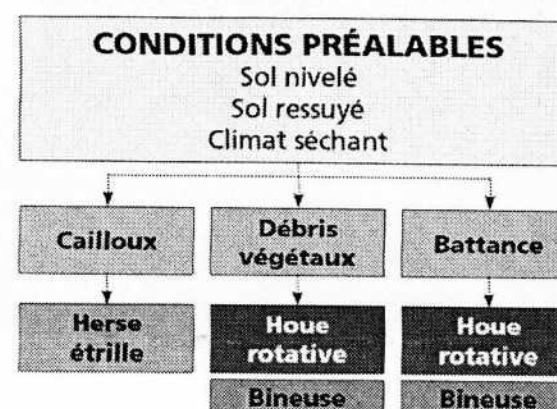 CONDITIONS PRÉALABLES
Sol nivelé
Sol ressuyé
Climat séchant
Cailloux
Débris
végétaux
Battance
Herse
étrille
Houe
rotative
Houe
rotative
Bineuse
Bineuse